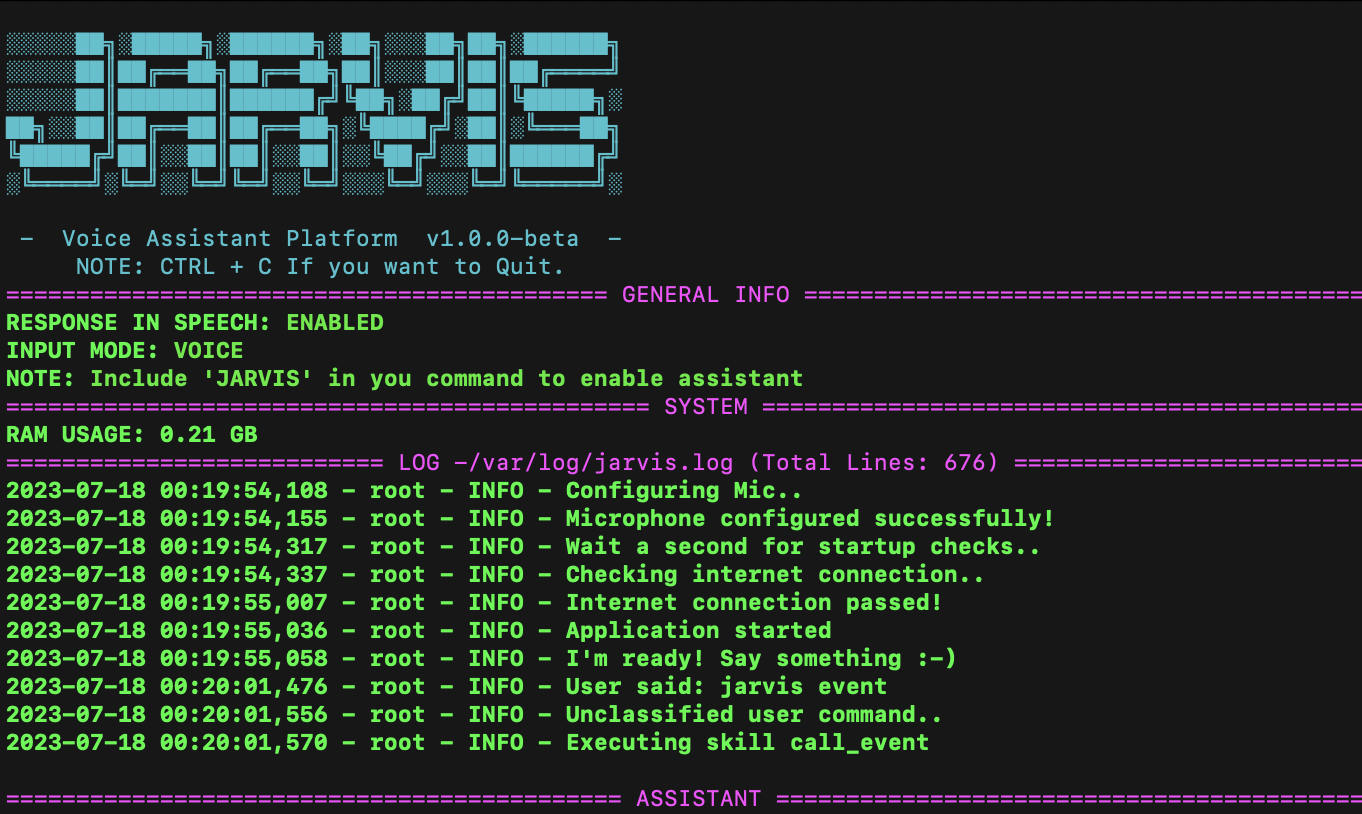 JARVIS
- Voice Assistant Platform v1.0.0-beta -
NOTE: CTRL + C If you want to Quit.
=========================================== GENERAL INFO ========================================
RESPONSE IN SPEECH: ENABLED
INPUT MODE: VOICE
NOTE: Include 'JARVIS' in you command to enable assistant
============================================== SYSTEM ===========================================
RAM USAGE: 0.21 GB
=========================== LOG -/var/log/jarvis.log (Total Lines: 676) =========================
2023-07-18 00:19:54,108 - root - INFO - Configuring Mic..
2023-07-18 00:19:54,155 - root - INFO - Microphone configured successfully!
2023-07-18 00:19:54,317 - root - INFO - Wait a second for startup checks..
2023-07-18 00:19:54,337 - root - INFO - Checking internet connection..
2023-07-18 00:19:55,007 - root - INFO - Internet connection passed!
2023-07-18 00:19:55,036 - root - INFO - Application started
2023-07-18 00:19:55,058 - root - INFO - I'm ready! Say something :-)
2023-07-18 00:20:01,476 - root - INFO - User said: jarvis event
2023-07-18 00:20:01,556 - root - INFO - Unclassified user command..
2023-07-18 00:20:01,570 - root - INFO - Executing skill call_event
============================================ ASSISTANT ==========================================